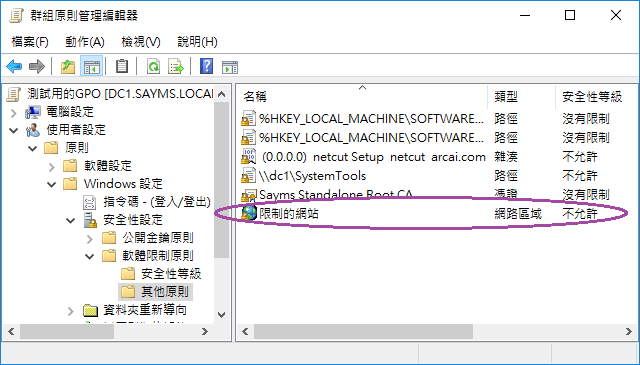 群組原則管理編輯器
檔案(F) 動作(A) 檢視(V) 說明(H)
測試用的GPO [DC1.SAYMS.LOCAL
電腦設定
使用者設定
原則
軟體設定
Windows 設定
指令碼 - (登入/登出)
安全性設定
公開金鑰原則
軟體限制原則
安全性等級
其他原則
資料夾重新導向
名稱 類型 安全性等級
%HKEY_LOCAL_MACHINE\SOFTWARE... 路徑 沒有限制
%HKEY_LOCAL_MACHINE\SOFTWARE... 路徑 沒有限制
(0.0.0.0) netcut Setup netcut arcai.com 雜湊 不允許
\\dc1\SystemTools 路徑 不允許
Sayms Standalone Root CA 憑證 沒有限制
限制的網站 網路區域 不允許